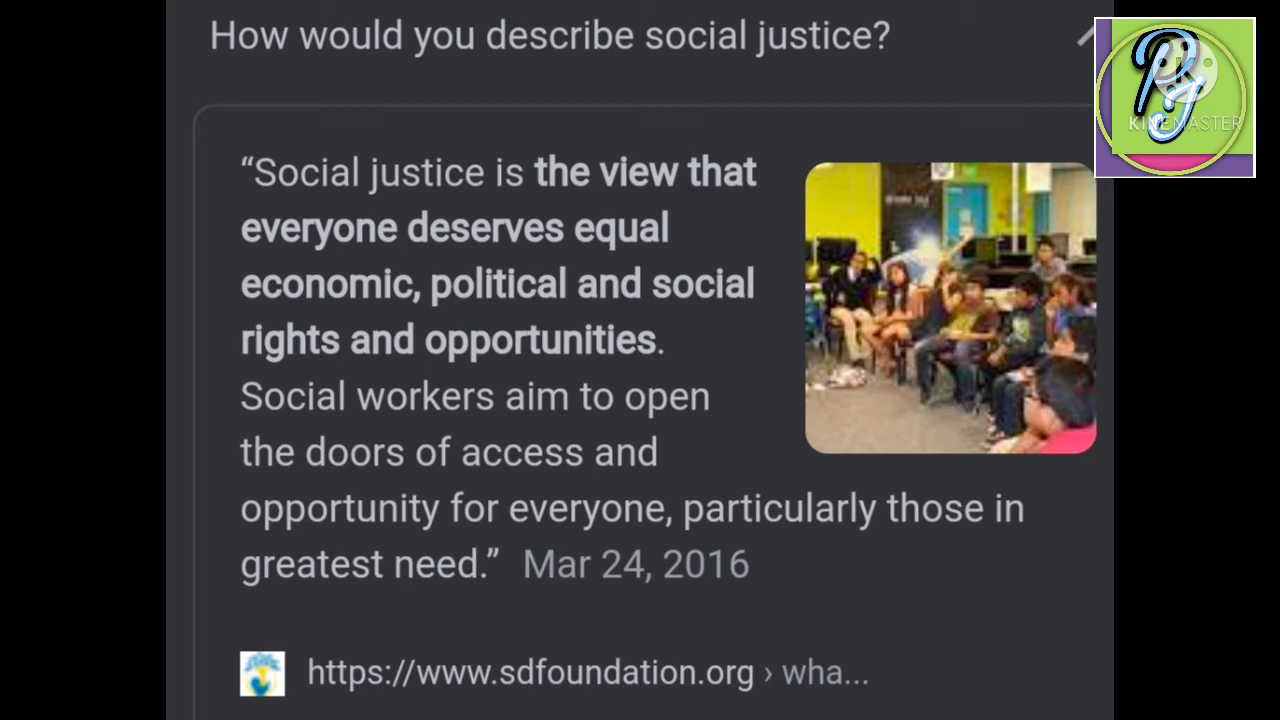 How would you describe social justice?
KINEMASTER
“Social justice is the view that
everyone deserves equal
economic, political and social
rights and opportunities.
Social workers aim to open
the doors of access and
opportunity for everyone, particularly those in
greatest need.” Mar 24, 2016
https://www.sdfoundation.org › wha...